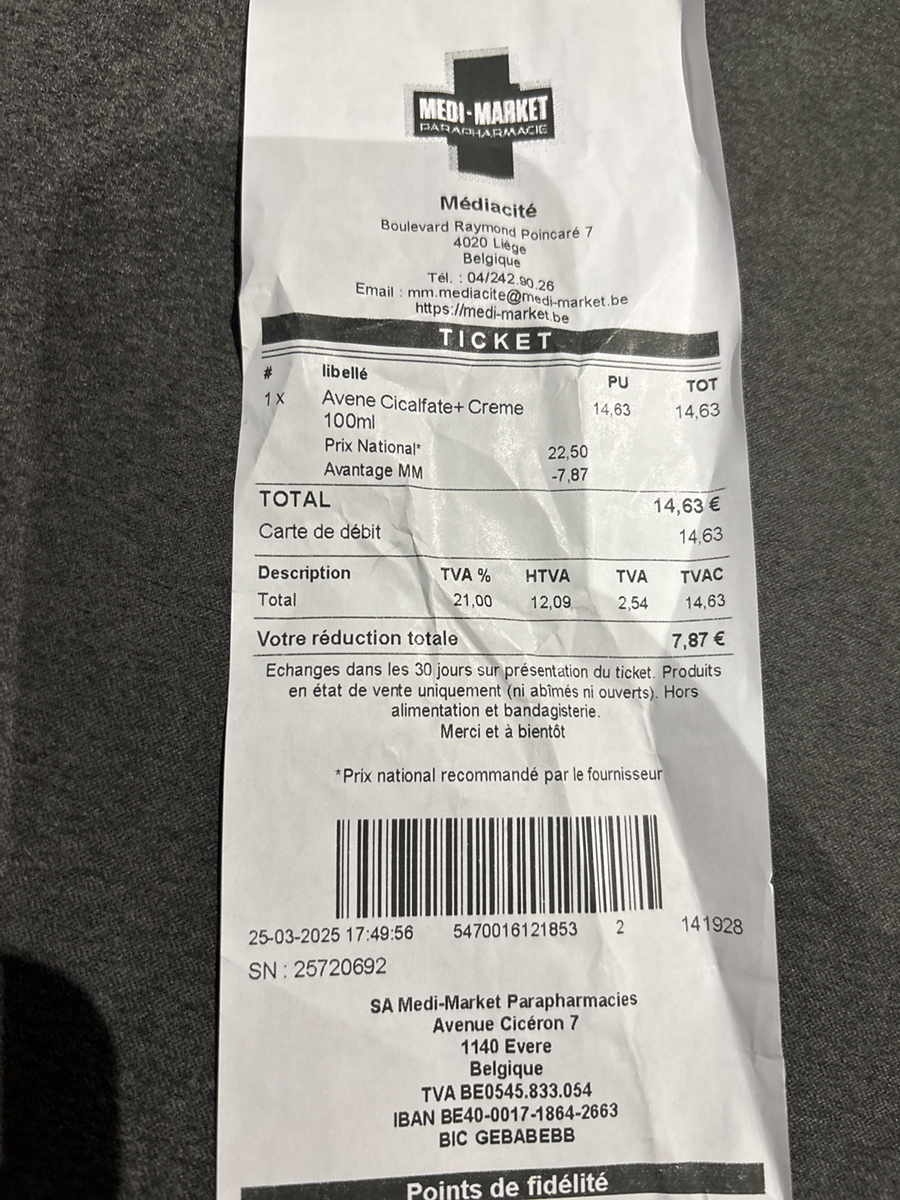 MEDI-MARKET
PARAPHARMACIE
Médiacité
Boulevard Raymond Poincaré 7
4020 Liège
Belgique
Tél. : 04/242.90.26
Email : mm.mediacite@medi-market.be
https://medi-market.be
TICKET
# libellé PU TOT
1 X Avene Cicalfate+ Creme 14,63 14,63
100ml
Prix National* 22,50
Avantage MM -7,87
TOTAL 14,63 €
Carte de débit 14,63
Description TVA % HTVA TVA TVAC
Total 21,00 12,09 2,54 14,63
Votre réduction totale 7,87 €
Echanges dans les 30 jours sur présentation du ticket. Produits
en état de vente uniquement (ni abîmés ni ouverts). Hors
alimentation et bandagisterie.
Merci et à bientôt
*Prix national recommandé par le fournisseur
25-03-2025 17:49:56 5470016121853 2 141928
SN : 25720692
SA Medi-Market Parapharmacies
Avenue Cicéron 7
1140 Evere
Belgique
TVA BE0545.833.054
IBAN BE40-0017-1864-2663
BIC GEBABEBB
Points de fidélité